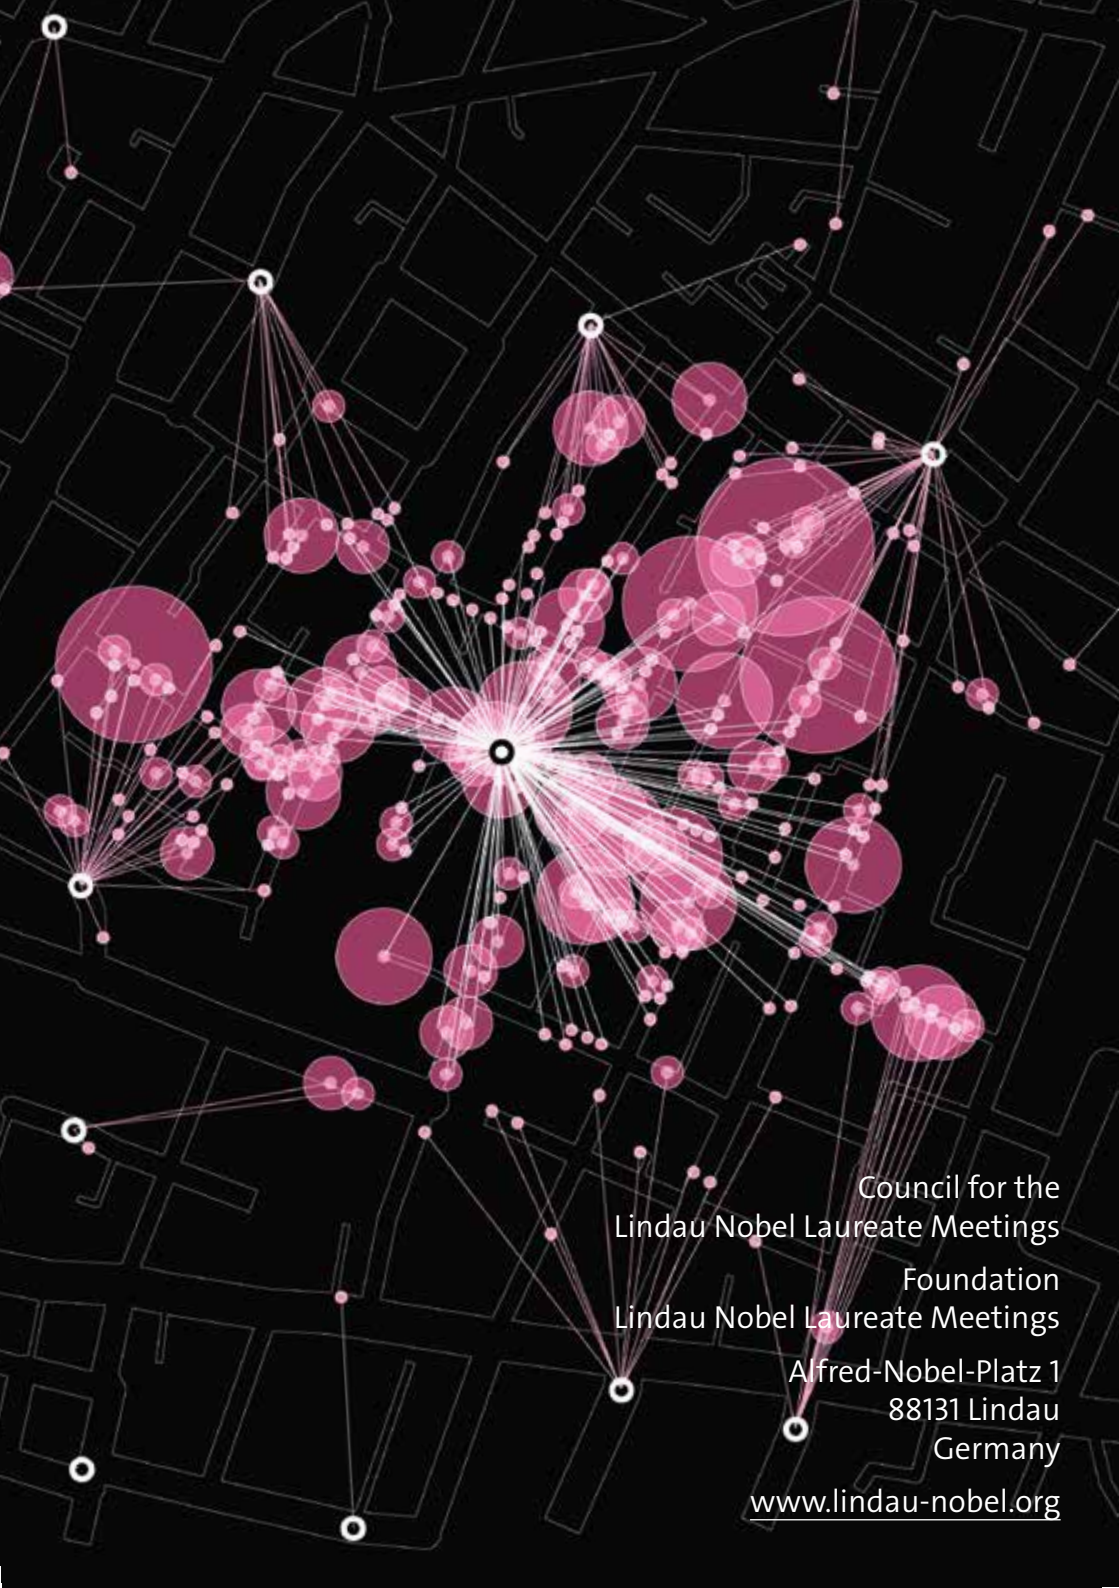 Council for the
Lindau Nobel Laureate Meetings
Foundation
Lindau Nobel Laureate Meetings
Alfred-Nobel-Platz 1
88131 Lindau
Germany
www.lindau-nobel.org